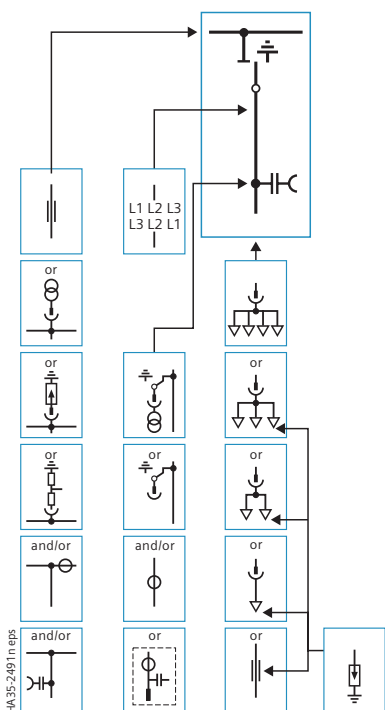 L1 L2 L3
L3 L2 L1
or
or
or
or
or
or
or
and/or
and/or
or
and/or
or
or
HA35-2491n eps